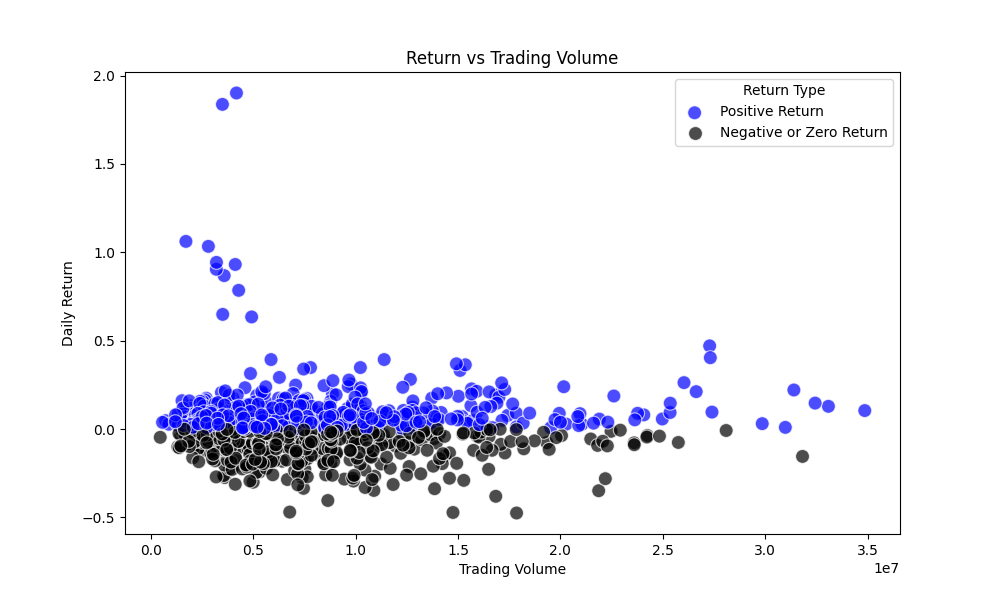 Return vs Trading Volume
Return Type
Positive Return
Negative or Zero Return
Daily Return
2.0
1.5
1.0
0.5
0.0
−0.5
0.0 0.5 1.0 1.5 2.0 2.5 3.0 3.5
1e7
Trading Volume